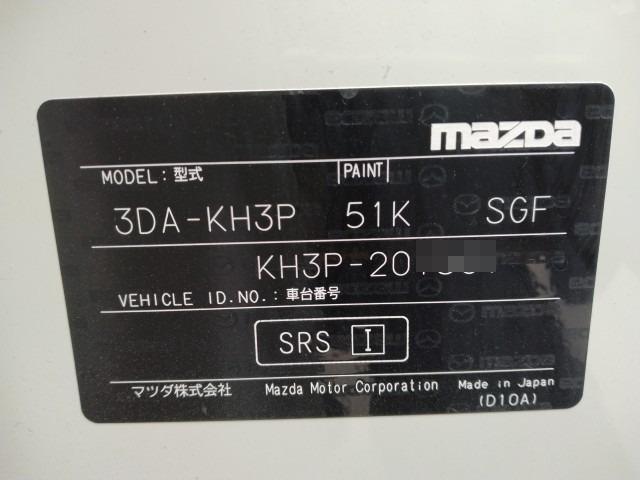 mazda
MODEL：型式
PAINT
3DA-KH3P 51K SGF
KH3P-20
VEHICLE ID.NO.：車台番号
SRS I
マツダ株式会社 Mazda Motor Corporation Made in Japan
(D10A)